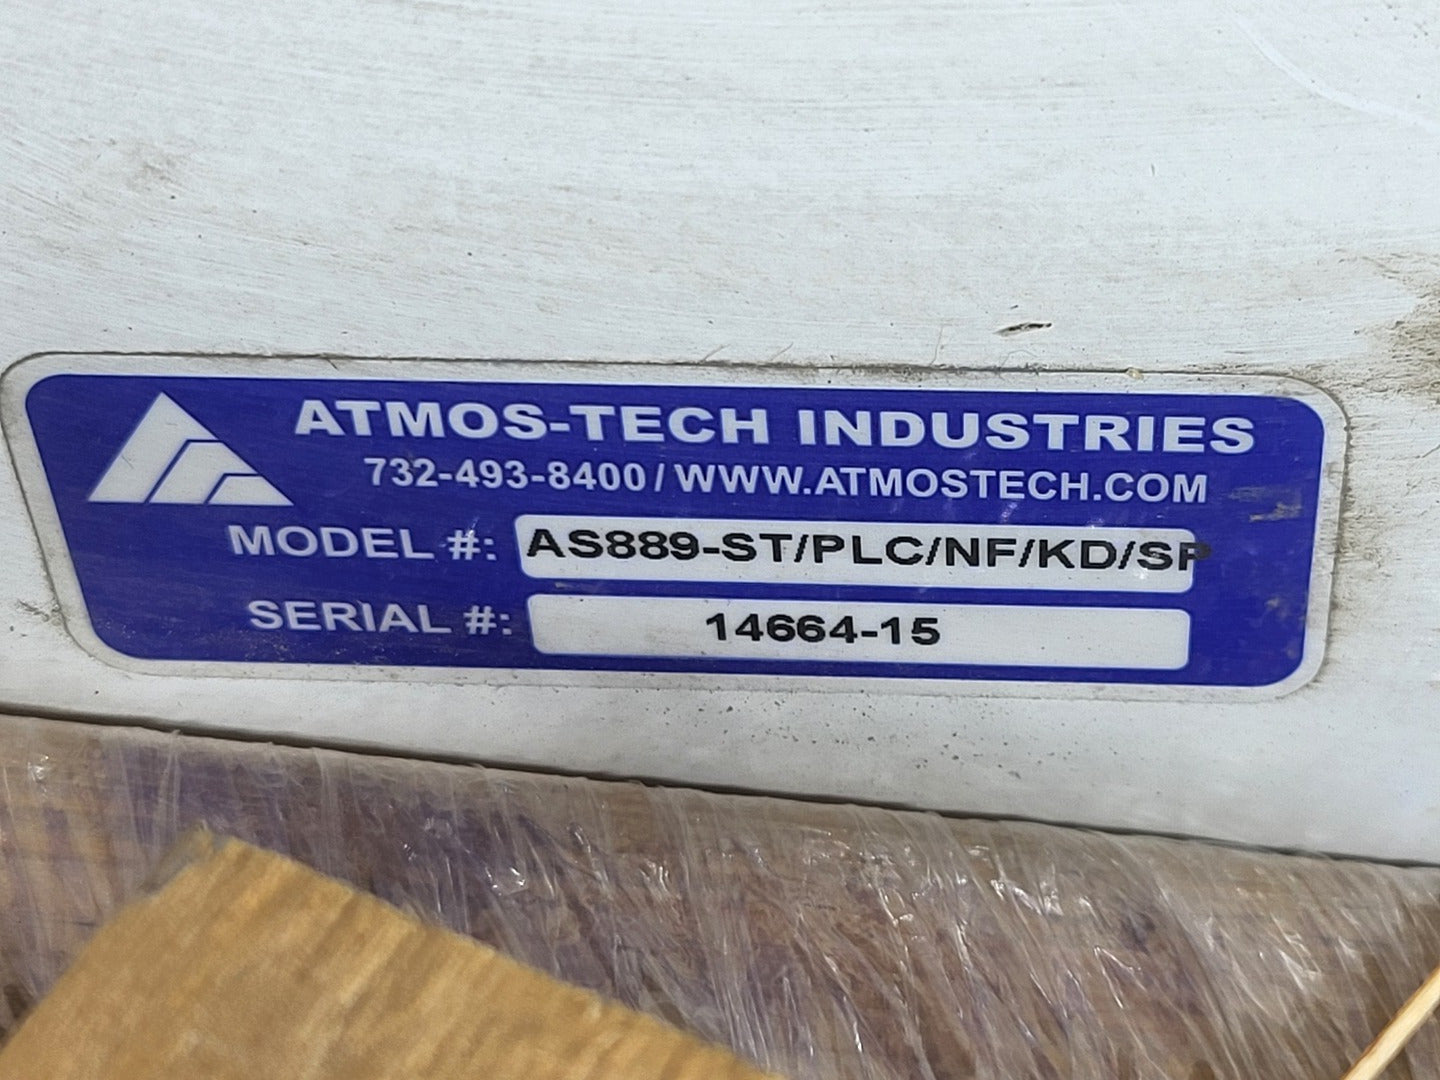 ATMOS-TECH INDUSTRIES
732-493-8400 / WWW.ATMOSTECH.COM
MODEL #: AS889-ST/PLC/NF/KD/SP
SERIAL #: 14664-15